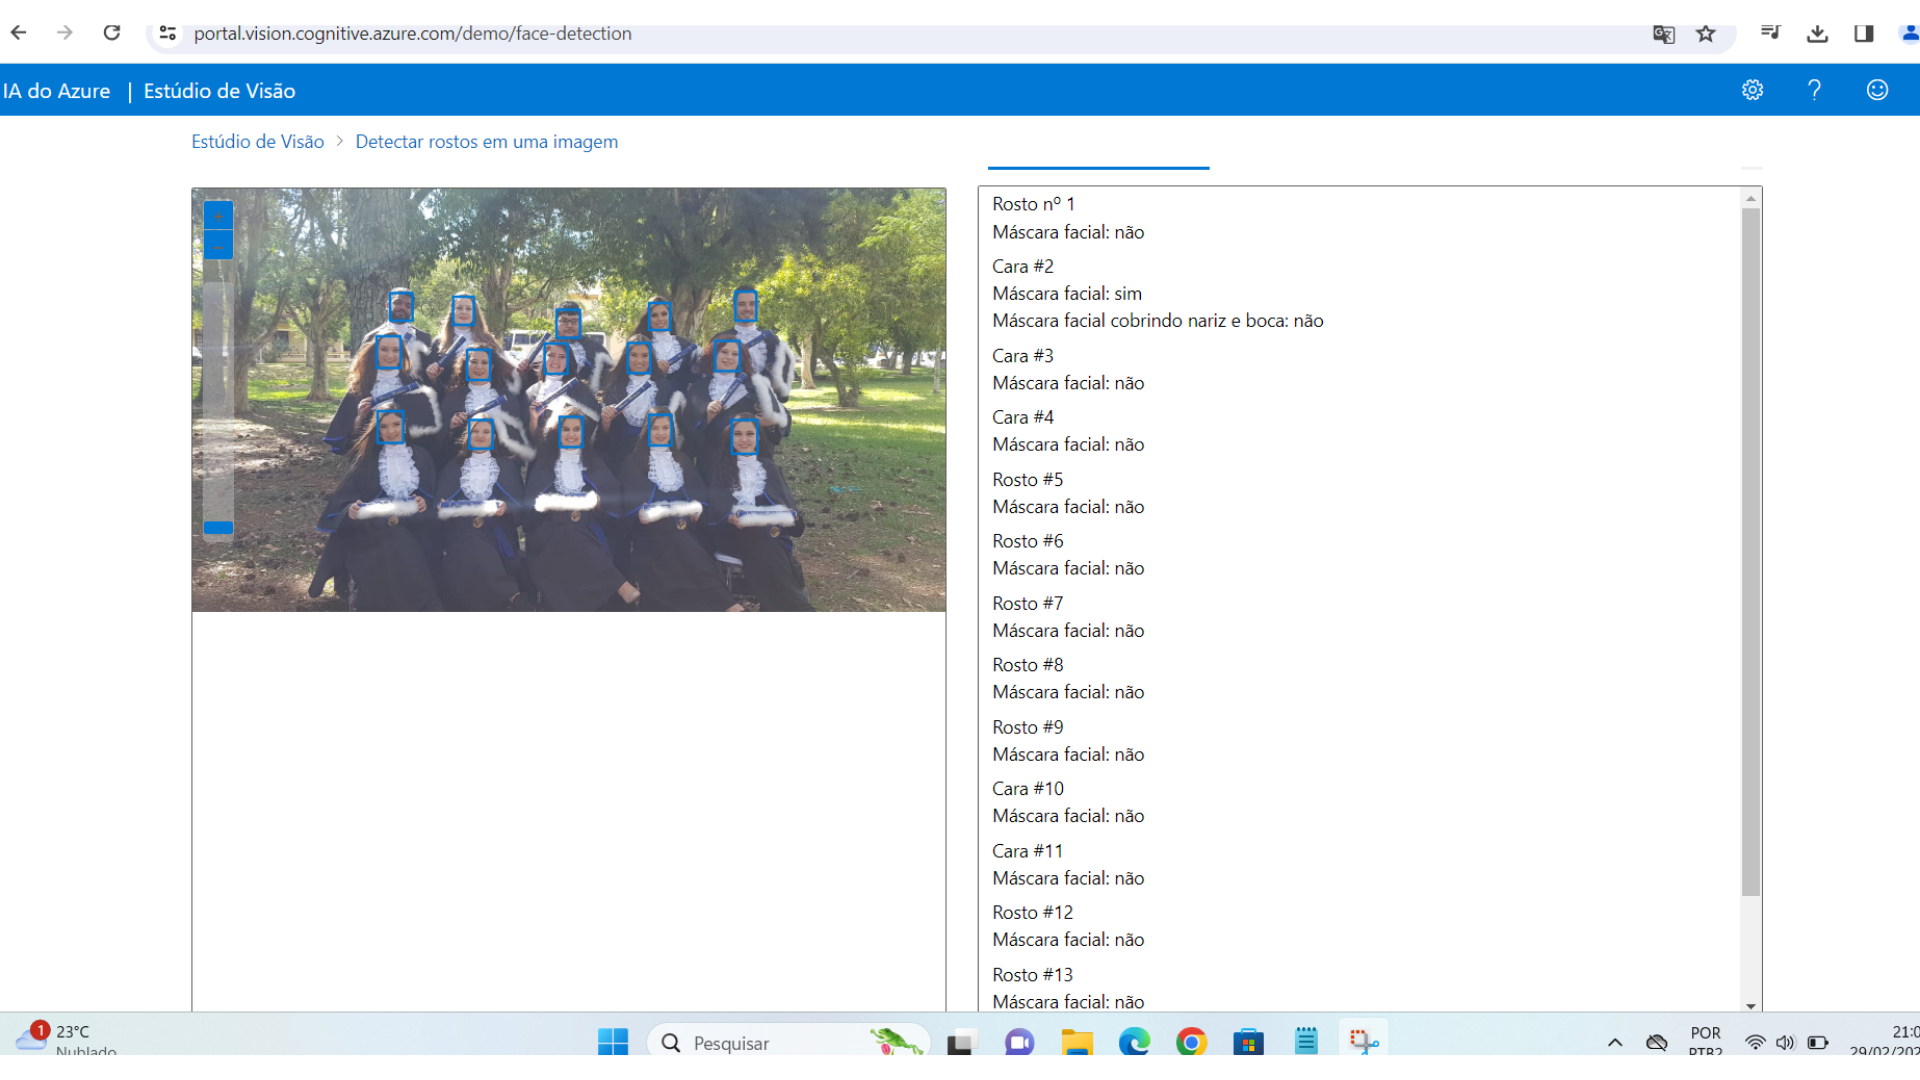 portal.vision.cognitive.azure.com/demo/face-detection
IA do Azure | Estúdio de Visão
Estúdio de Visão > Detectar rostos em uma imagem
Rosto nº 1
Máscara facial: não
Cara #2
Máscara facial: sim
Máscara facial cobrindo nariz e boca: não
Cara #3
Máscara facial: não
Cara #4
Máscara facial: não
Rosto #5
Máscara facial: não
Rosto #6
Máscara facial: não
Rosto #7
Máscara facial: não
Rosto #8
Máscara facial: não
Rosto #9
Máscara facial: não
Cara #10
Máscara facial: não
Cara #11
Máscara facial: não
Rosto #12
Máscara facial: não
Rosto #13
Máscara facial: não
1
23°C
Nublado
Pesquisar
POR
PTB2
21:0
29/02/202